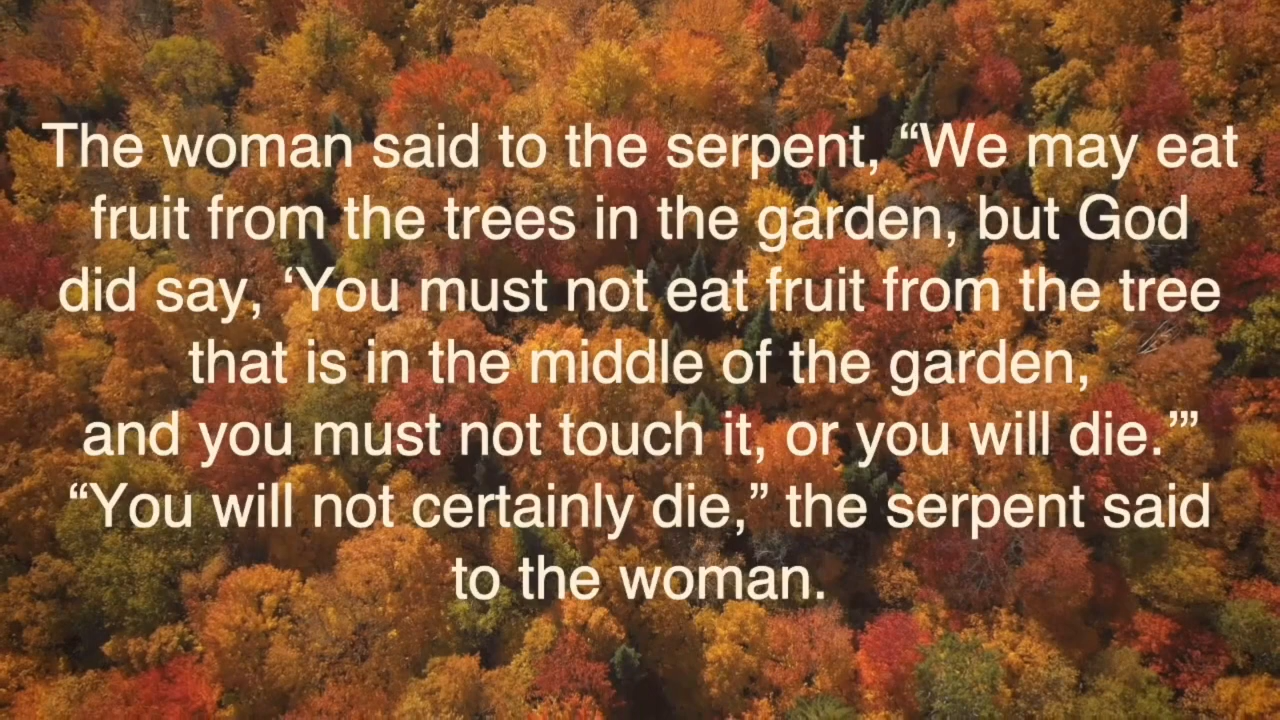 The woman said to the serpent, “We may eat
fruit from the trees in the garden, but God
did say, ‘You must not eat fruit from the tree
that is in the middle of the garden,
and you must not touch it, or you will die.’”
“You will not certainly die,” the serpent said
to the woman.